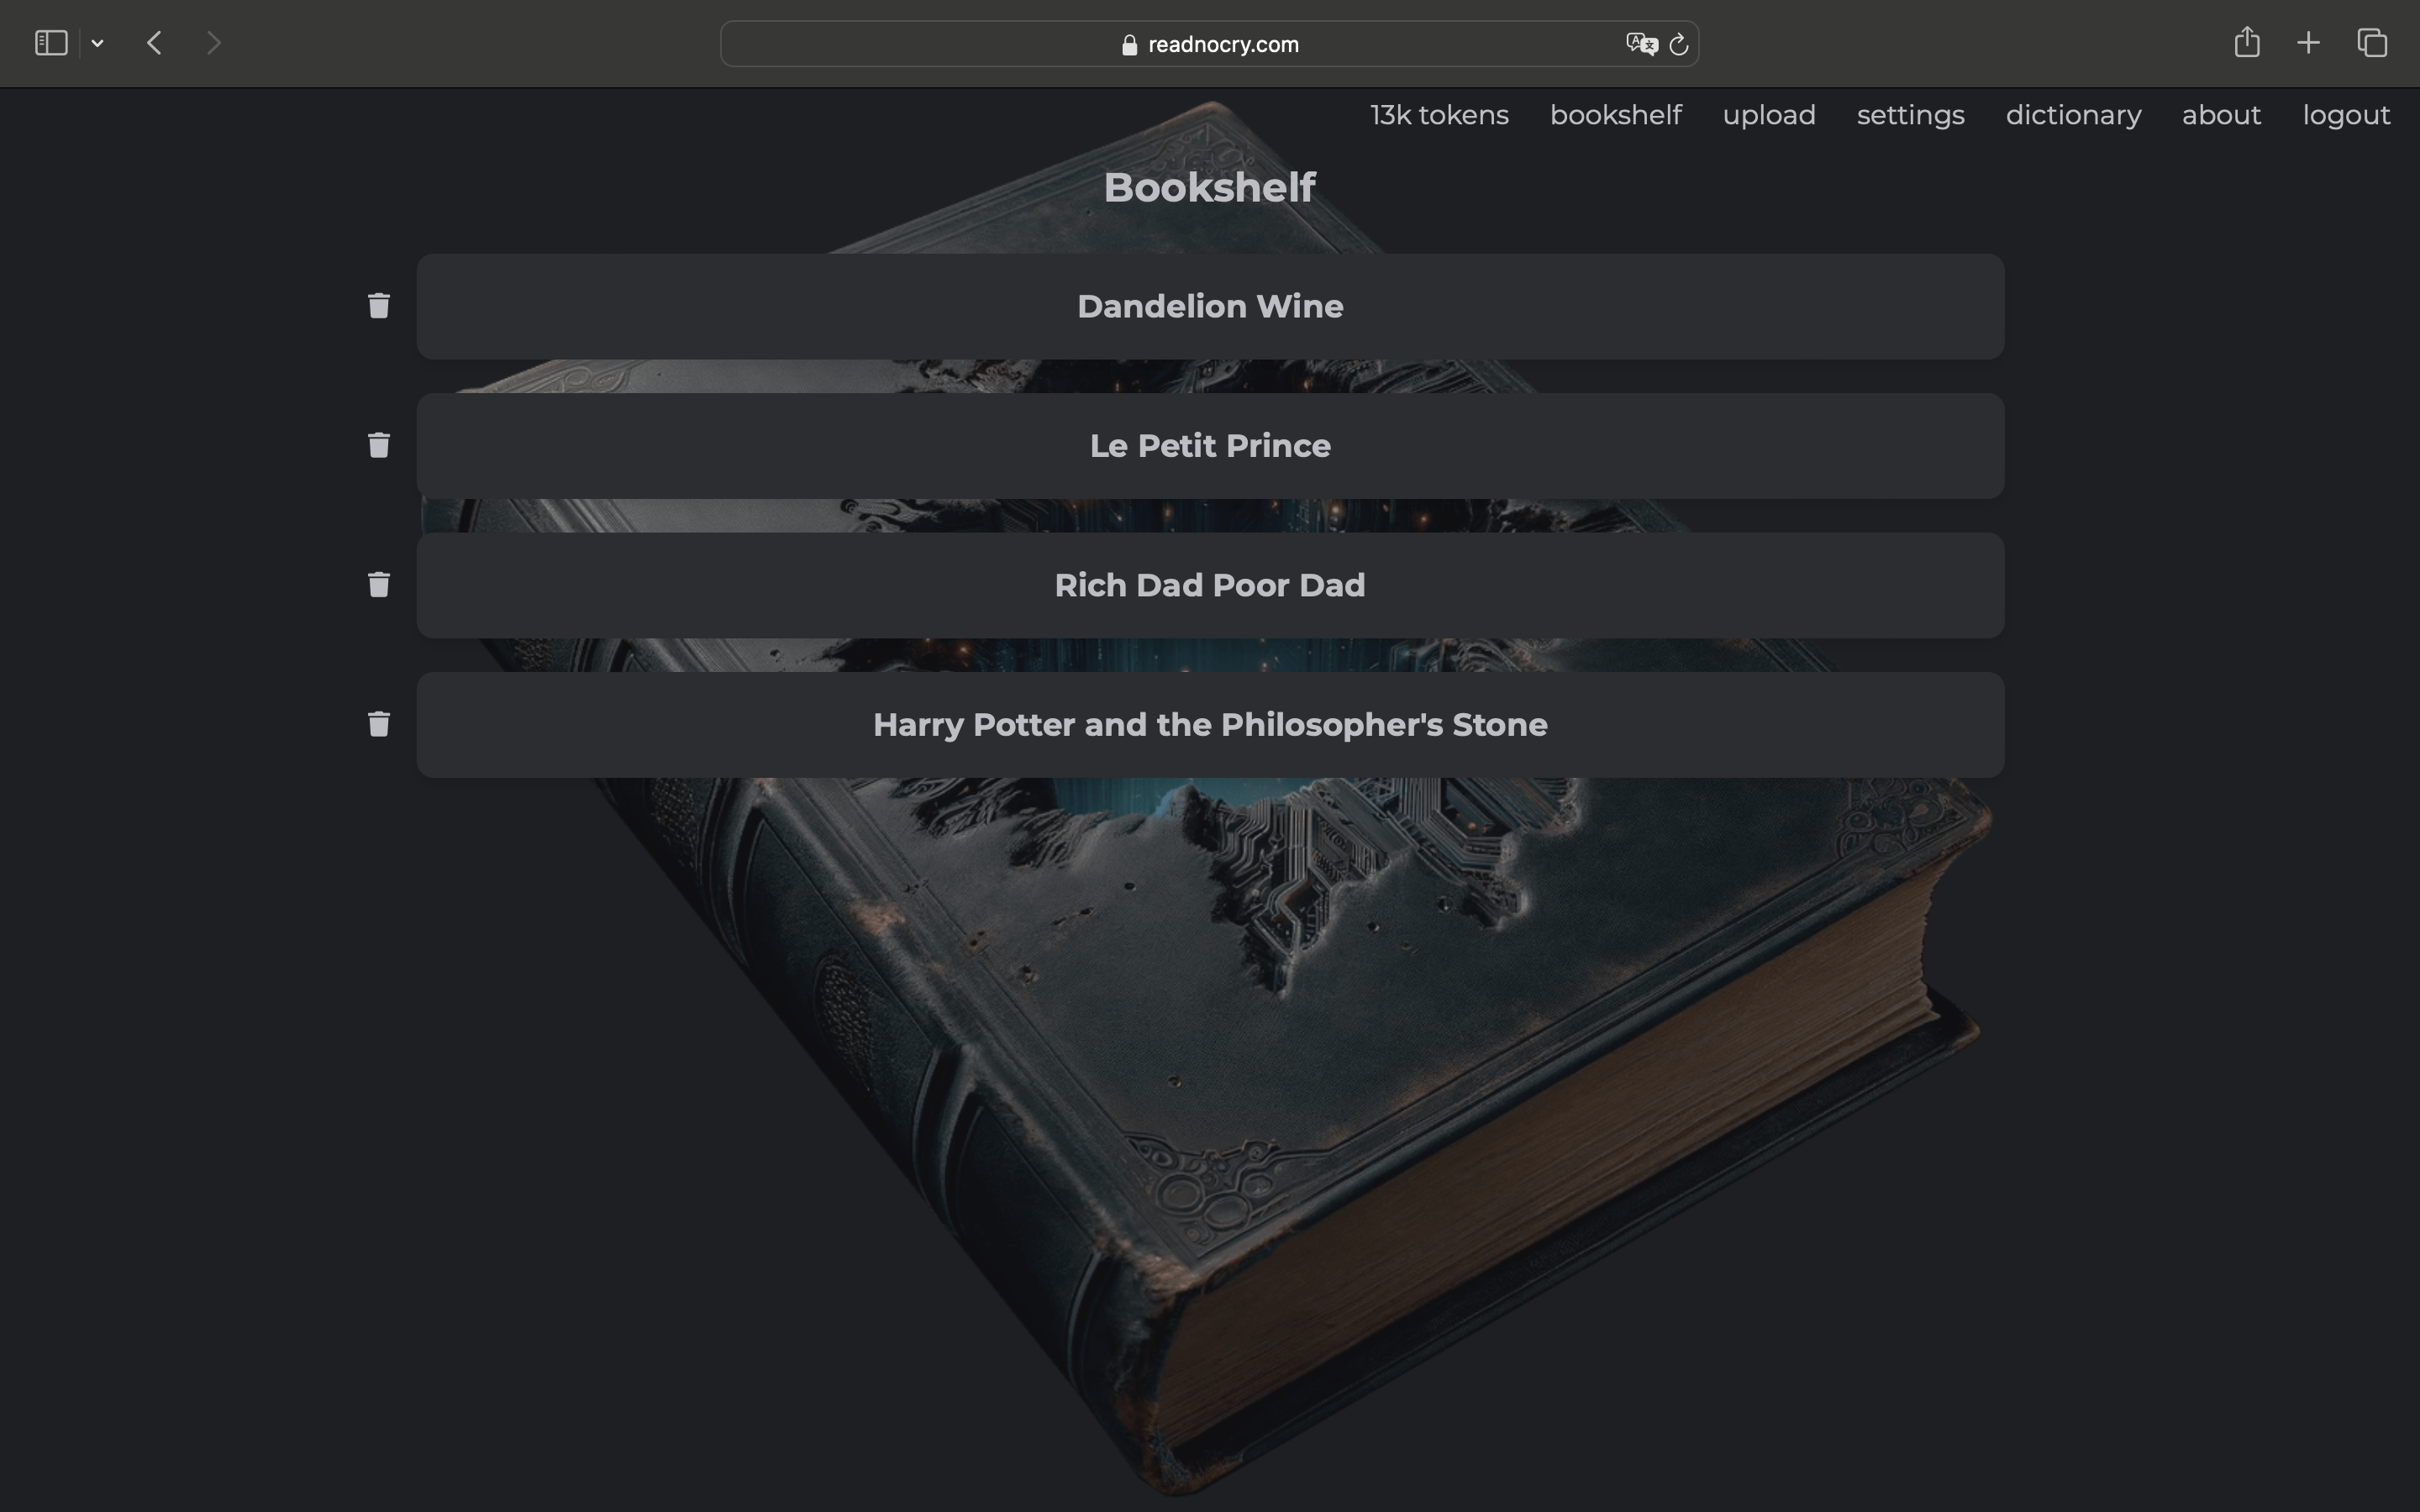 readnocry.com
13k tokens bookshelf upload settings dictionary about logout
Bookshelf
Dandelion Wine
Le Petit Prince
Rich Dad Poor Dad
Harry Potter and the Philosopher's Stone